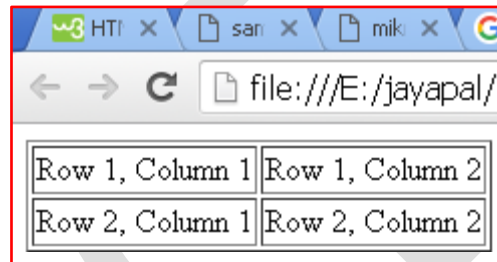 HTI san mik
file:///E:/jayapal/
Row 1, Column 1 Row 1, Column 2
Row 2, Column 1 Row 2, Column 2